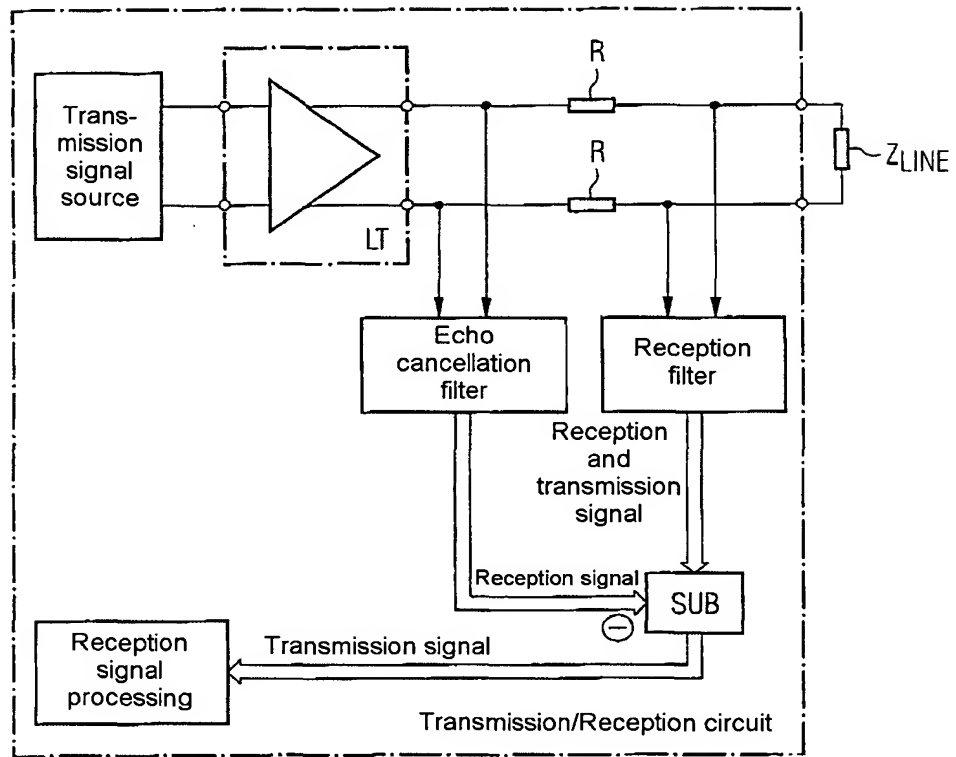 Trans-
mission
signal
source
LT
R
R
ZLINE
Echo
cancellation
filter
Reception
filter
Reception
and
transmission
signal
Reception signal
SUB
−
Transmission signal
Reception
signal
processing
Transmission/Reception circuit